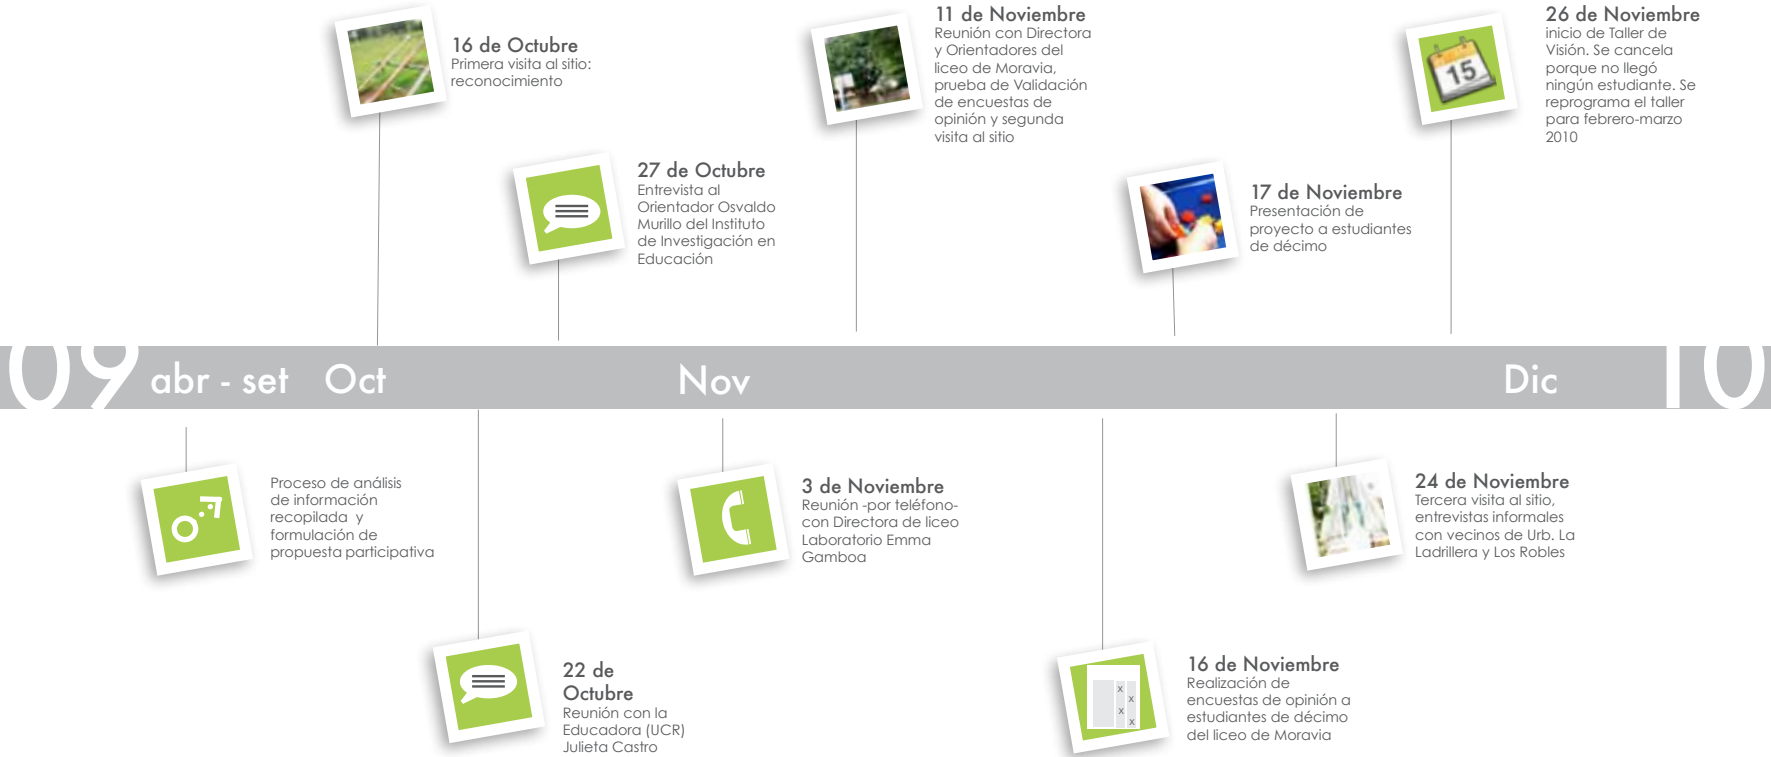 16 de Octubre
Primera visita al sitio:
reconocimiento
27 de Octubre
Entrevista al
Orientador Osvaldo
Murillo del Instituto
de Investigación en
Educación
11 de Noviembre
Reunión con Directora
y Orientadores del
liceo de Moravia,
prueba de Validación
de encuestas de
opinión y segunda
visita al sitio
17 de Noviembre
Presentación de
proyecto a estudiantes
de décimo
15
26 de Noviembre
inicio de Taller de
Visión. Se cancela
porque no llegó
ningún estudiante. Se
reprograma el taller
para febrero-marzo
2010
09 abr - set Oct Nov Dic 10
Proceso de análisis
de información
recopilada y
formulación de
propuesta participativa
22 de
Octubre
Reunión con la
Educadora (UCR)
Julieta Castro
3 de Noviembre
Reunión -por teléfono-
con Directora de liceo
Laboratorio Emma
Gamboa
x
x
x
x
16 de Noviembre
Realización de
encuestas de opinión a
estudiantes de décimo
del liceo de Moravia
24 de Noviembre
Tercera visita al sitio,
entrevistas informales
con vecinos de Urb. La
Ladrillera y Los Robles